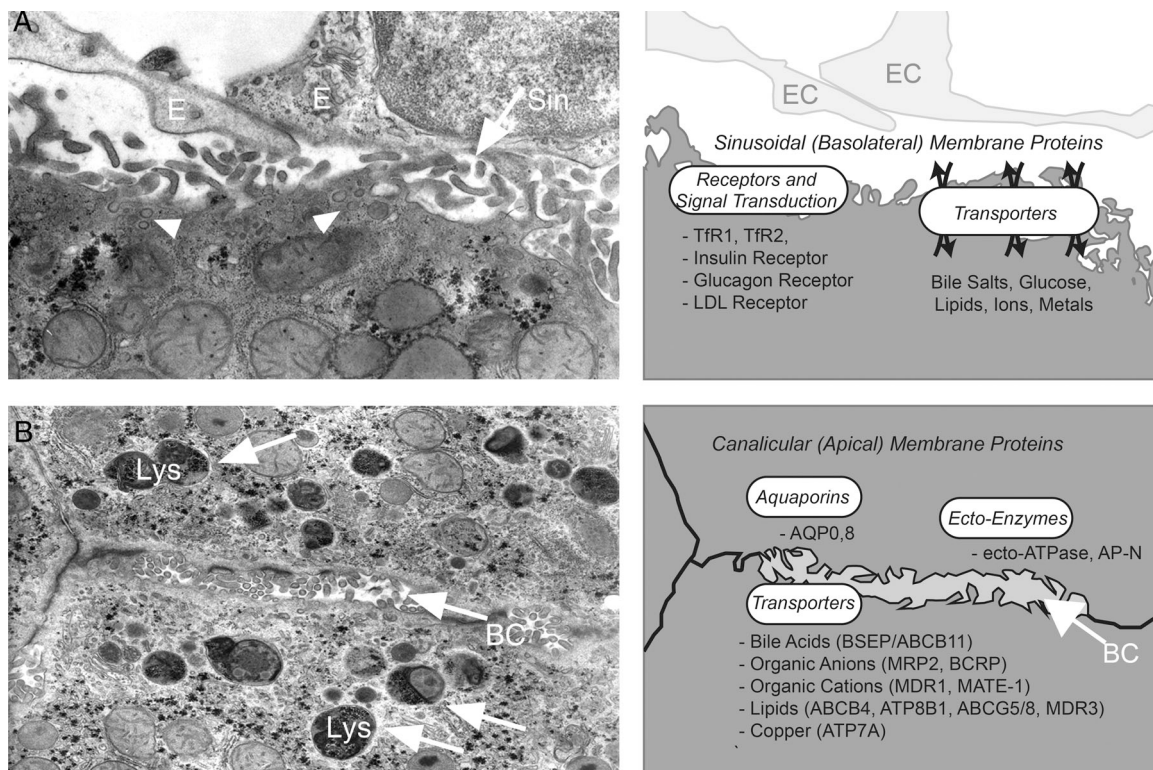 A
E
E
Sin
EC
EC
Sinusoidal (Basolateral) Membrane Proteins
Receptors and
Signal Transduction
- TfR1, TfR2,
- Insulin Receptor
- Glucagon Receptor
- LDL Receptor
Transporters
Bile Salts, Glucose,
Lipids, Ions, Metals
B
Lys
BC
Lys
Canalicular (Apical) Membrane Proteins
Aquaporins
- AQP0,8
Ecto-Enzymes
- ecto-ATPase, AP-N
Transporters
BC
- Bile Acids (BSEP/ABCB11)
- Organic Anions (MRP2, BCRP)
- Organic Cations (MDR1, MATE-1)
- Lipids (ABCB4, ATP8B1, ABCG5/8, MDR3)
- Copper (ATP7A)